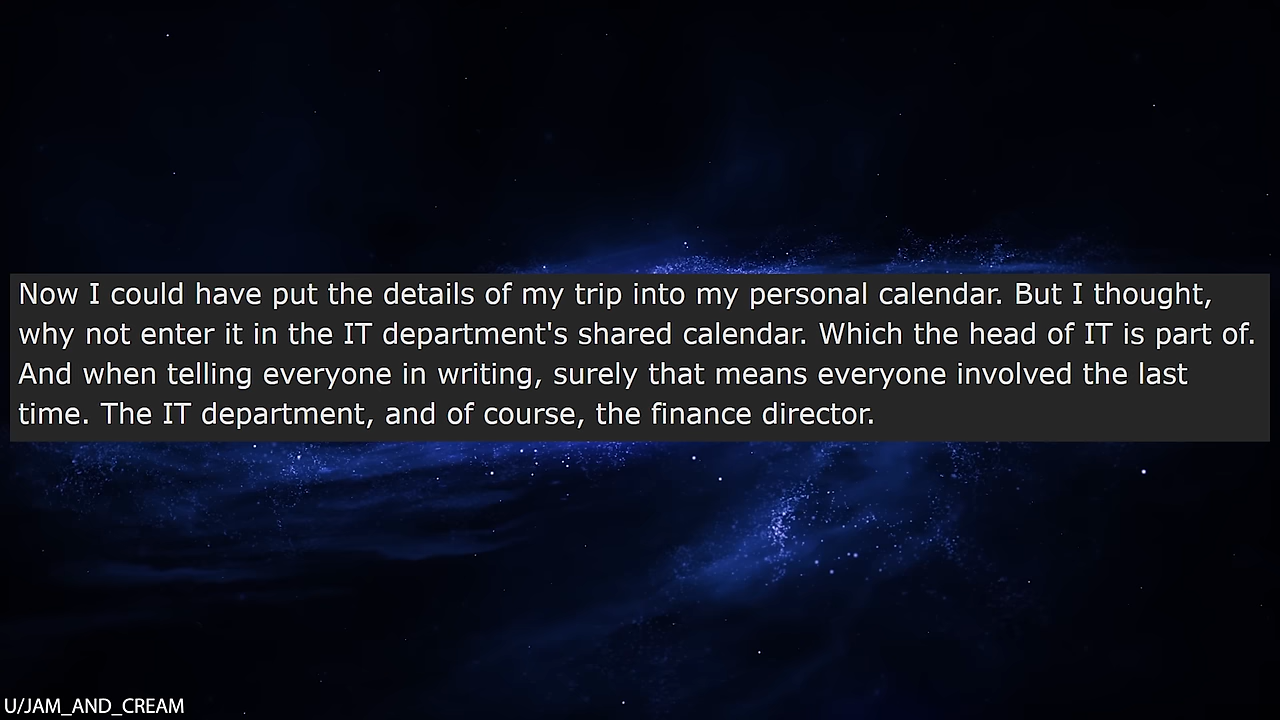 Now I could have put the details of my trip into my personal calendar. But I thought,
why not enter it in the IT department's shared calendar. Which the head of IT is part of.
And when telling everyone in writing, surely that means everyone involved the last
time. The IT department, and of course, the finance director.
U/JAM_AND_CREAM